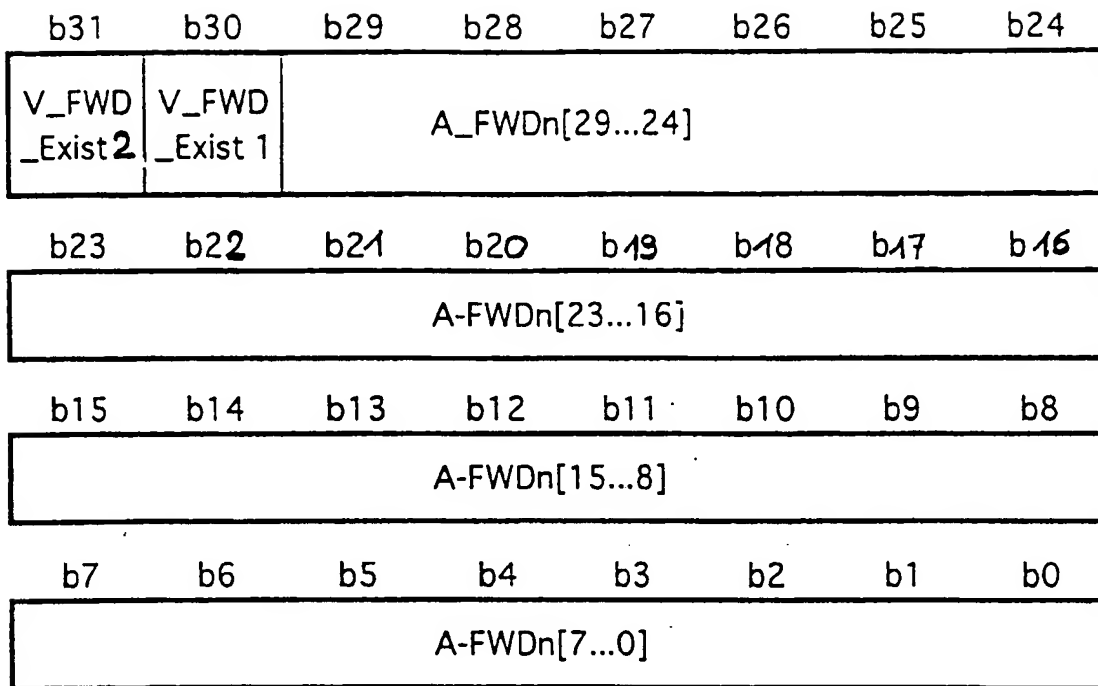 b31 b30 b29 b28 b27 b26 b25 b24
V_FWD V_FWD
_Exist 2 _Exist 1
A_FWDn[29...24]
b23 b22 b21 b20 b19 b18 b17 b16
A-FWDn[23...16]
b15 b14 b13 b12 b11 b10 b9 b8
A-FWDn[15...8]
b7 b6 b5 b4 b3 b2 b1 b0
A-FWDn[7...0]